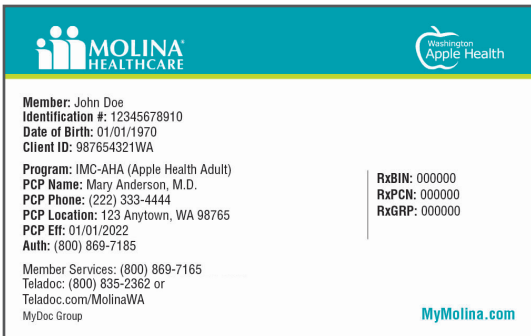 MOLINA®
HEALTHCARE
Washington
Apple Health
Member: John Doe
Identification #: 12345678910
Date of Birth: 01/01/1970
Client ID: 987654321WA
Program: IMC-AHA (Apple Health Adult)
PCP Name: Mary Anderson, M.D.
PCP Phone: (222) 333-4444
PCP Location: 123 Anytown, WA 98765
PCP Eff: 01/01/2022
Auth: (800) 869-7185
RxBIN: 000000
RxPCN: 000000
RxGRP: 000000
Member Services: (800) 869-7165
Teladoc: (800) 835-2362 or
Teladoc.com/MolinaWA
MyDoc Group
MyMolina.com